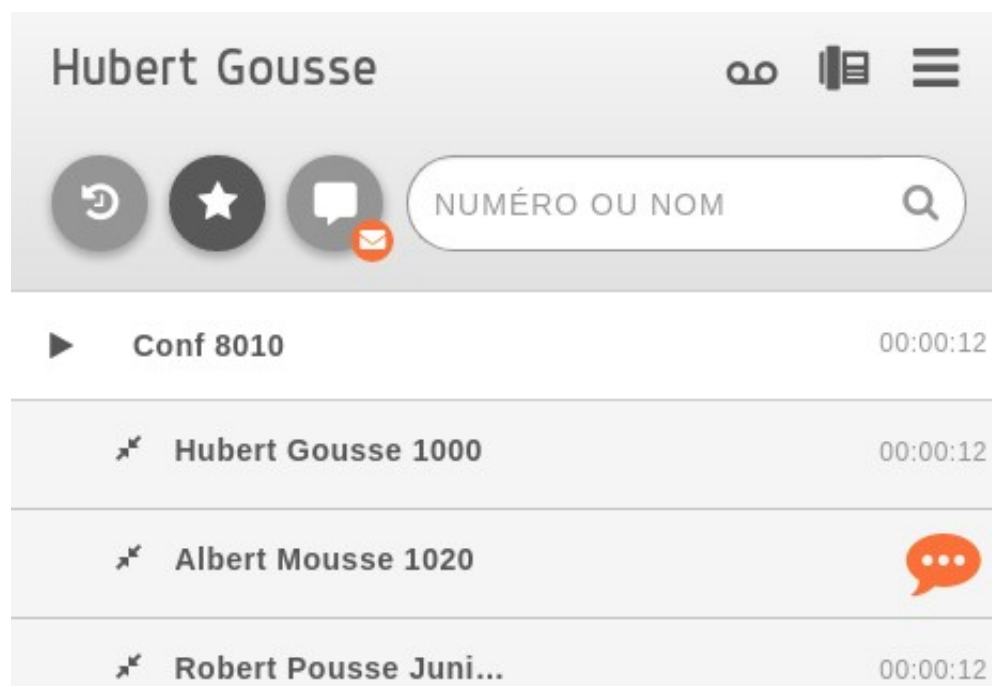 Hubert Gousse
NUMÉRO OU NOM
Conf 8010 00:00:12
Hubert Gousse 1000 00:00:12
Albert Mousse 1020
Robert Pousse Juni... 00:00:12